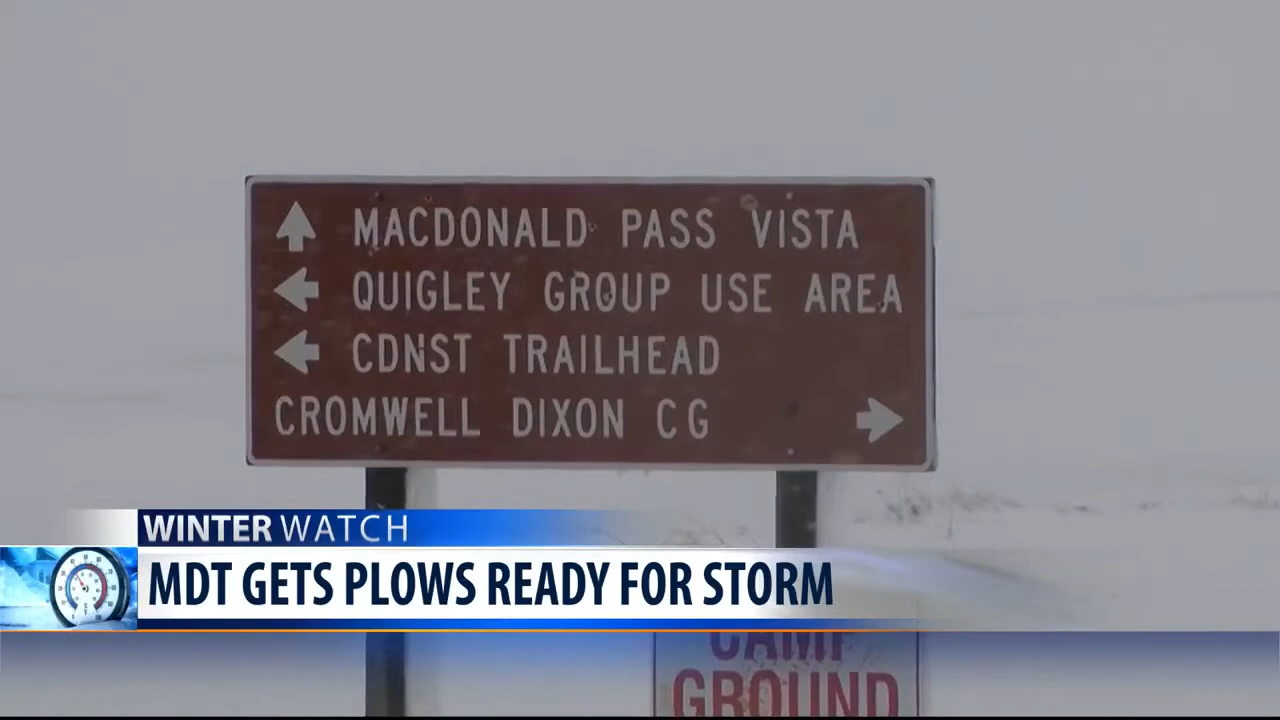 MACDONALD PASS VISTA
QUIGLEY GROUP USE AREA
CDNST TRAILHEAD
CROMWELL DIXON CG
WINTER WATCH
MDT GETS PLOWS READY FOR STORM
CAMP
GROUND